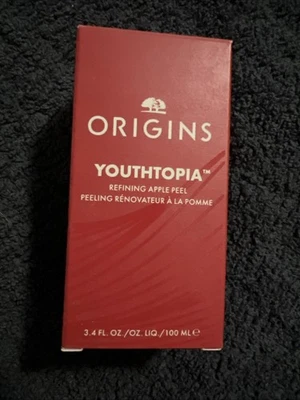 ORIGINS
YOUTHTOPIA™
REFINING APPLE PEEL
PEELING RÉNOVATEUR À LA POMME
3.4 FL. OZ./OZ. LIQ./100 ML ℮